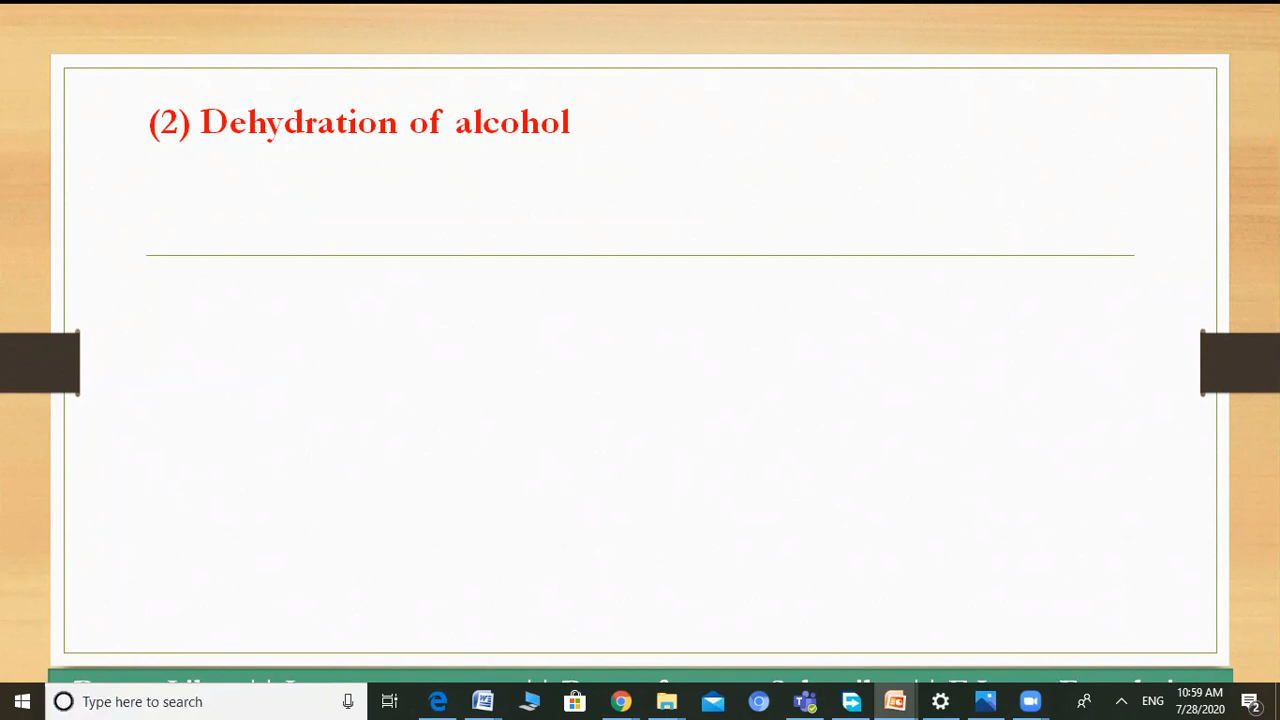 (2) Dehydration of alcohol
Type here to search
ENG
10:59 AM
7/28/2020
2